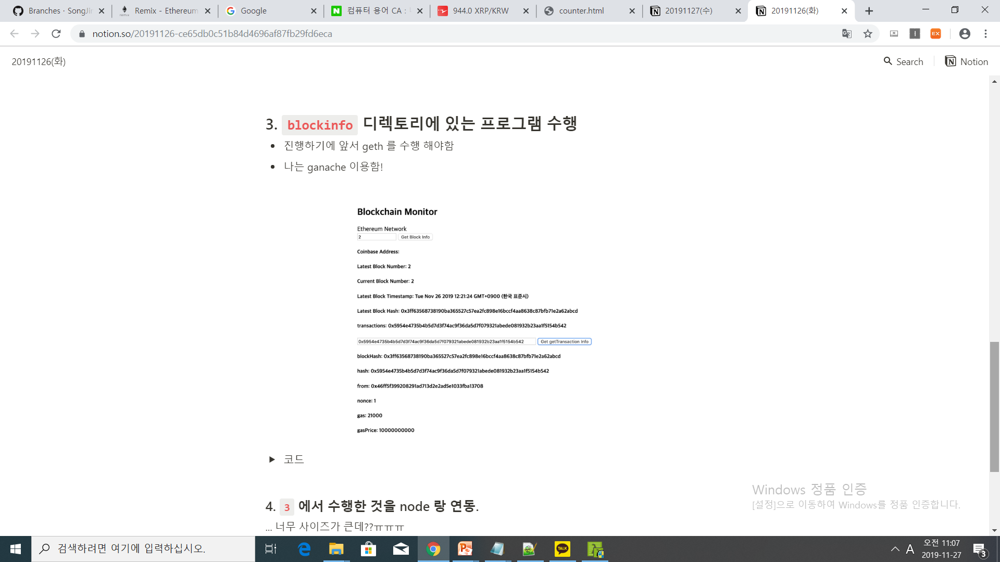 Branches · SongJin
Remix - Ethereum
Google
컴퓨터 용어 CA :
944.0 XRP/KRW
counter.html
20191127(수)
20191126(화)
notion.so/20191126-ce65db0c51b84d4696af87fb29fd6eca
20191126(화)
Search
Notion
3. blockinfo 디렉토리에 있는 프로그램 수행
• 진행하기에 앞서 geth 를 수행 해야함
• 나는 ganache 이용함!
Blockchain Monitor
Ethereum Network
2 Get Block Info
Coinbase Address:
Latest Block Number: 2
Current Block Number: 2
Latest Block Timestamp: Tue Nov 26 2019 12:21:24 GMT+0900 (한국 표준시)
Latest Block Hash: 0x3ff63568738190ba365527c57ea2fc898e16bccf4aa8638c87bfb71e2a62abcd
transactions: 0x5954e4735b4b5d7d3f74ac9f36da5d7f079321abede081932b23aa1f5154b542
0x5954e4735b4b5d7d3f74ac9f36da5d7f079321abede081932b23aa1f5154b542 Get getTransaction Info
blockHash: 0x3ff63568738190ba365527c57ea2fc898e16bccf4aa8638c87bfb71e2a62abcd
hash: 0x5954e4735b4b5d7d3f74ac9f36da5d7f079321abede081932b23aa1f5154b542
from: 0x46ff5f399208291ad713d2e2ad5e1033fba13708
nonce: 1
gas: 21000
gasPrice: 10000000000
코드
4. 3 에서 수행한 것을 node 랑 연동.
... 너무 사이즈가 큰데??ㅠㅠㅠ
Windows 정품 인증
[설정]으로 이동하여 Windows를 정품 인증합니다.
검색하려면 여기에 입력하십시오.
TALK
A
오전 11:07
2019-11-27
3